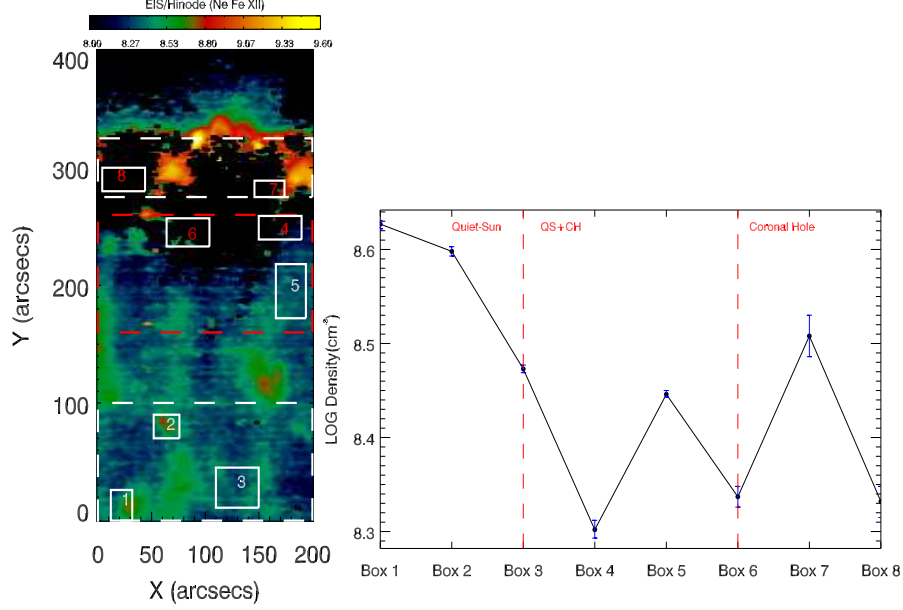 EIS/Hinode (Ne Fe XII)
8.00 8.27 8.53 8.80 9.07 9.33 9.60
400
300
200
100
0
Y (arcsecs)
8
7
6
4
5
2
3
1
0 50 100 150 200
X (arcsecs)
Quiet-Sun QS+CH Coronal Hole
8.6
8.5
8.4
8.3
LOG Density(cm⁻³)
Box 1 Box 2 Box 3 Box 4 Box 5 Box 6 Box 7 Box 8